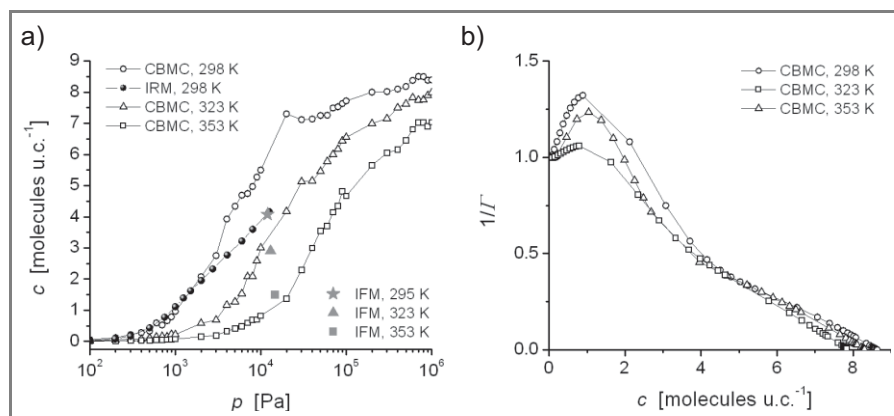 a)
CBMC, 298 K
IRM, 298 K
CBMC, 323 K
CBMC, 353 K
9
8
7
6
5
4
3
2
1
0
c [molecules u.c.⁻¹]
IFM, 295 K
IFM, 323 K
IFM, 353 K
10² 10³ 10⁴ 10⁵ 10⁶
p [Pa]
b)
CBMC, 298 K
CBMC, 323 K
CBMC, 353 K
1.5
1.0
0.5
0.0
1/Γ
0 2 4 6 8
c [molecules u.c.⁻¹]